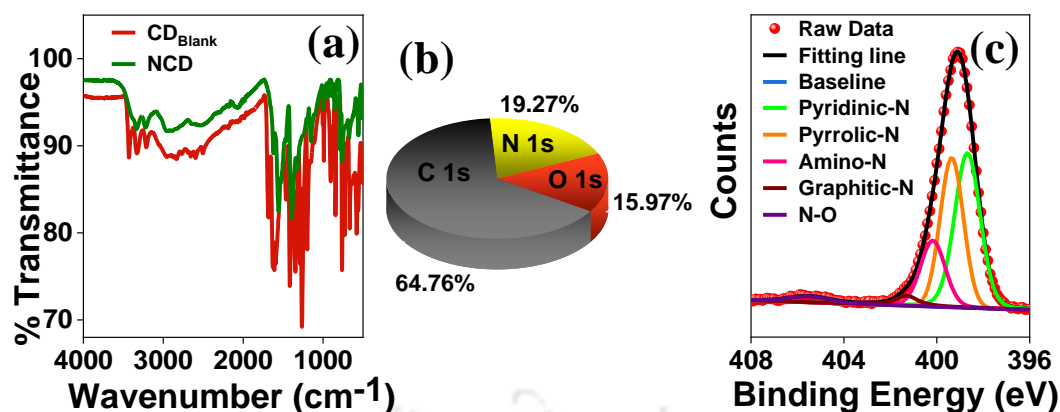 (a)
CD_Blank
NCD
% Transmittance
100
90
80
70
4000
3000
2000
1000
Wavenumber (cm⁻¹)
(b)
19.27%
N 1s
C 1s
O 1s
15.97%
64.76%
(c)
Raw Data
Fitting line
Baseline
Pyridinic-N
Pyrrolic-N
Amino-N
Graphitic-N
N-O
Counts
408
404
400
396
Binding Energy (eV)